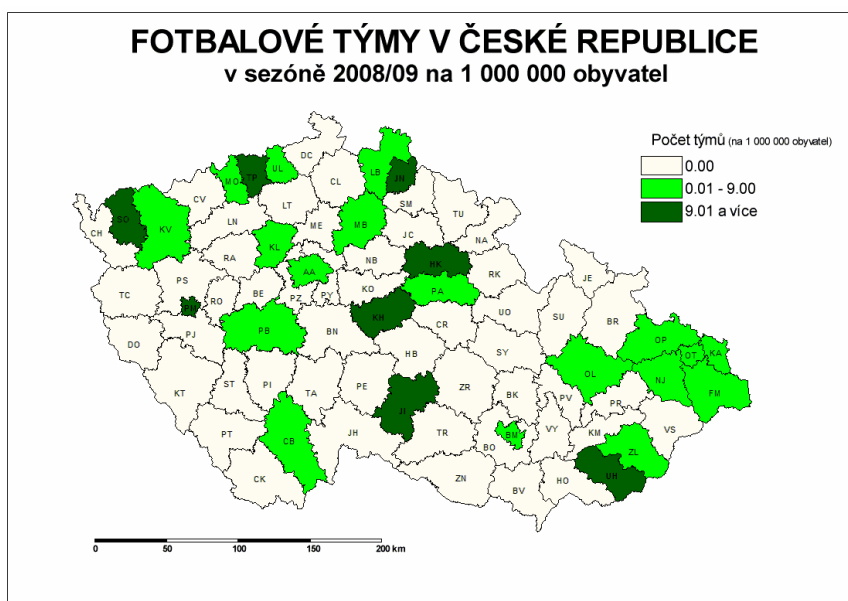 FOTBALOVÉ TÝMY V ČESKÉ REPUBLICE
v sezóně 2008/09 na 1 000 000 obyvatel
Počet týmů (na 1 000 000 obyvatel)
0.00
0.01 - 9.00
9.01 a více
DC
UL
TP
MO
LB
JN
CL
CV
SO
LT
SM
KV
LN
ME
MB
TU
CH
JC
KL
NA
RA
NB
HK
AA
RK
JE
PS
KO
TC
BE
PA
RO
PZ
PY
PM
KH
UO
SU
BR
PB
CR
PJ
BN
OP
DO
SY
HB
OT
KA
OL
NJ
ST
PI
PE
ZR
KT
TA
FM
BK
PV
PR
JI
PT
CB
JH
TR
BM
VY
KM
VS
BO
ZL
CK
ZN
HO
UH
BV
0
50
100
150
200 km